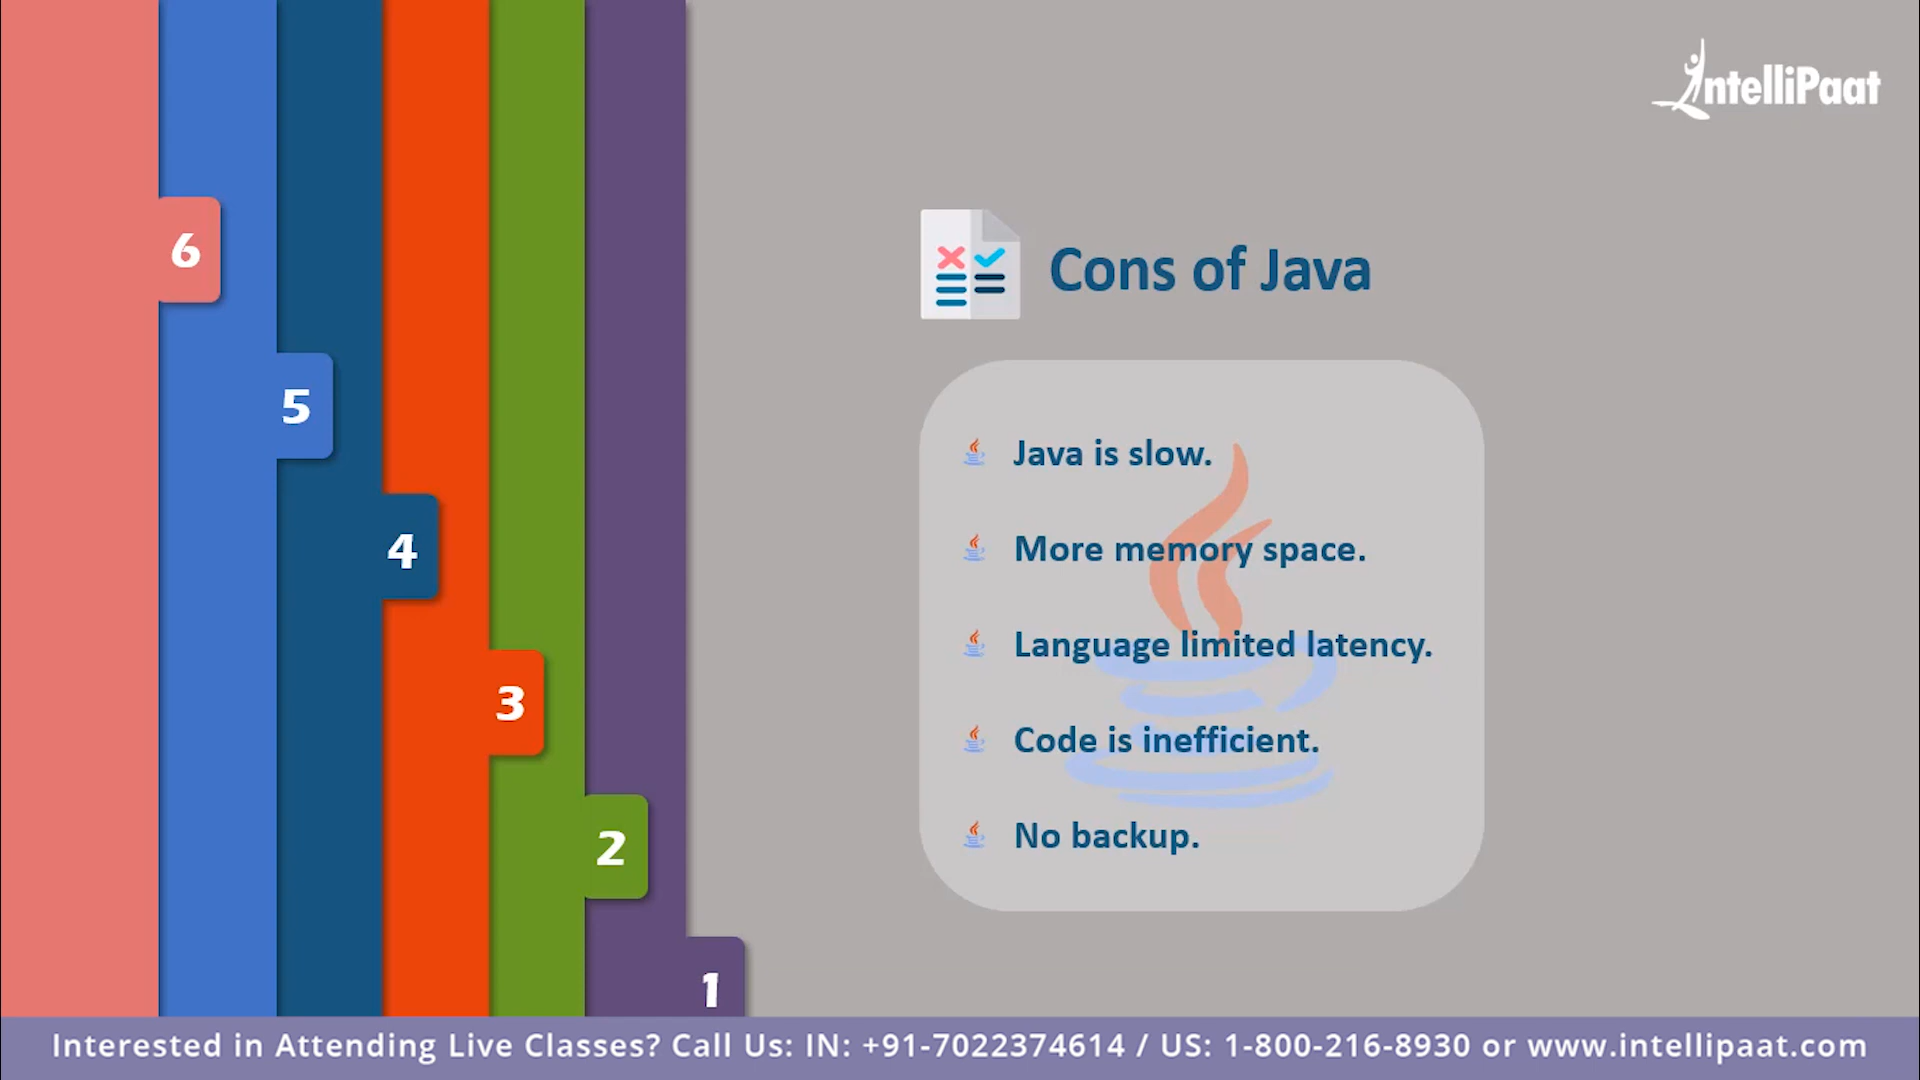 IntelliPaat
6
5
4
3
2
1
Cons of Java
Java is slow.
More memory space.
Language limited latency.
Code is inefficient.
No backup.
Interested in Attending Live Classes? Call Us: IN: +91-7022374614 / US: 1-800-216-8930 or www.intellipaat.com